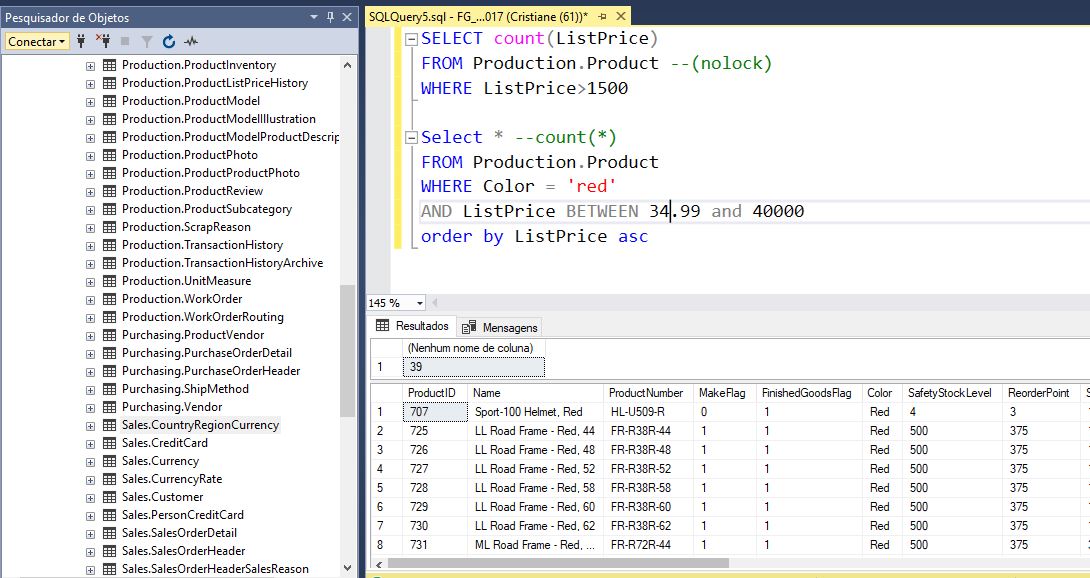 Pesquisador de Objetos
Conectar
Production.ProductInventory
Production.ProductListPriceHistory
Production.ProductModel
Production.ProductModelIllustration
Production.ProductModelProductDescrip
Production.ProductPhoto
Production.ProductProductPhoto
Production.ProductReview
Production.ProductSubcategory
Production.ScrapReason
Production.TransactionHistory
Production.TransactionHistoryArchive
Production.UnitMeasure
Production.WorkOrder
Production.WorkOrderRouting
Purchasing.ProductVendor
Purchasing.PurchaseOrderDetail
Purchasing.PurchaseOrderHeader
Purchasing.ShipMethod
Purchasing.Vendor
Sales.CountryRegionCurrency
Sales.CreditCard
Sales.Currency
Sales.CurrencyRate
Sales.Customer
Sales.PersonCreditCard
Sales.SalesOrderDetail
Sales.SalesOrderHeader
Sales.SalesOrderHeaderSalesReason
SQLQuery5.sql - FG_...017 (Cristiane (61))*
SELECT count(ListPrice)
FROM Production.Product --(nolock)
WHERE ListPrice>1500
Select * --count(*)
FROM Production.Product
WHERE Color = 'red'
AND ListPrice BETWEEN 34.99 and 40000
order by ListPrice asc
145 %
Resultados Mensagens
(Nenhum nome de coluna)
1 39
ProductID Name ProductNumber MakeFlag FinishedGoodsFlag Color SafetyStockLevel ReorderPoint S
1 707 Sport-100 Helmet, Red HL-U509-R 0 1 Red 4 3
2 725 LL Road Frame - Red, 44 FR-R38R-44 1 1 Red 500 375
3 726 LL Road Frame - Red, 48 FR-R38R-48 1 1 Red 500 375
4 727 LL Road Frame - Red, 52 FR-R38R-52 1 1 Red 500 375
5 728 LL Road Frame - Red, 58 FR-R38R-58 1 1 Red 500 375
6 729 LL Road Frame - Red, 60 FR-R38R-60 1 1 Red 500 375
7 730 LL Road Frame - Red, 62 FR-R38R-62 1 1 Red 500 375
8 731 ML Road Frame - Red, ... FR-R72R-44 1 1 Red 500 375